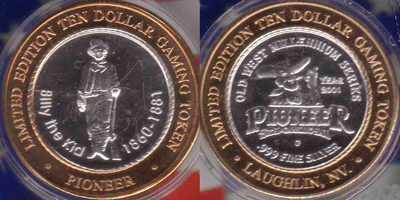 LIMITED EDITION TEN DOLLAR GAMING TOKEN
Billy the Kid
1860-1881
• PIONEER •
LIMITED EDITION TEN DOLLAR GAMING TOKEN
OLD WEST MILLENNIUM SERIES
YEAR
2001
PIONEER
.999 FINE SILVER
• LAUGHLIN, NV. •